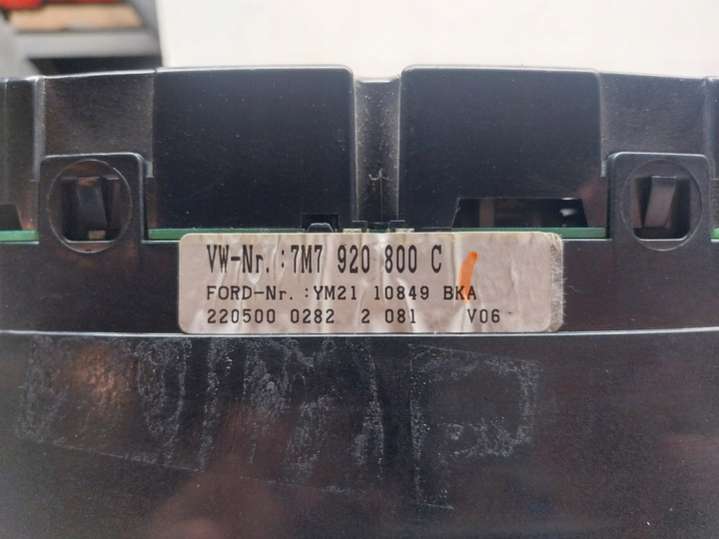 VW-Nr.:7M7 920 800 C
FORD-Nr.:YM21 10849 BKA
220500 0282 2 081 V06